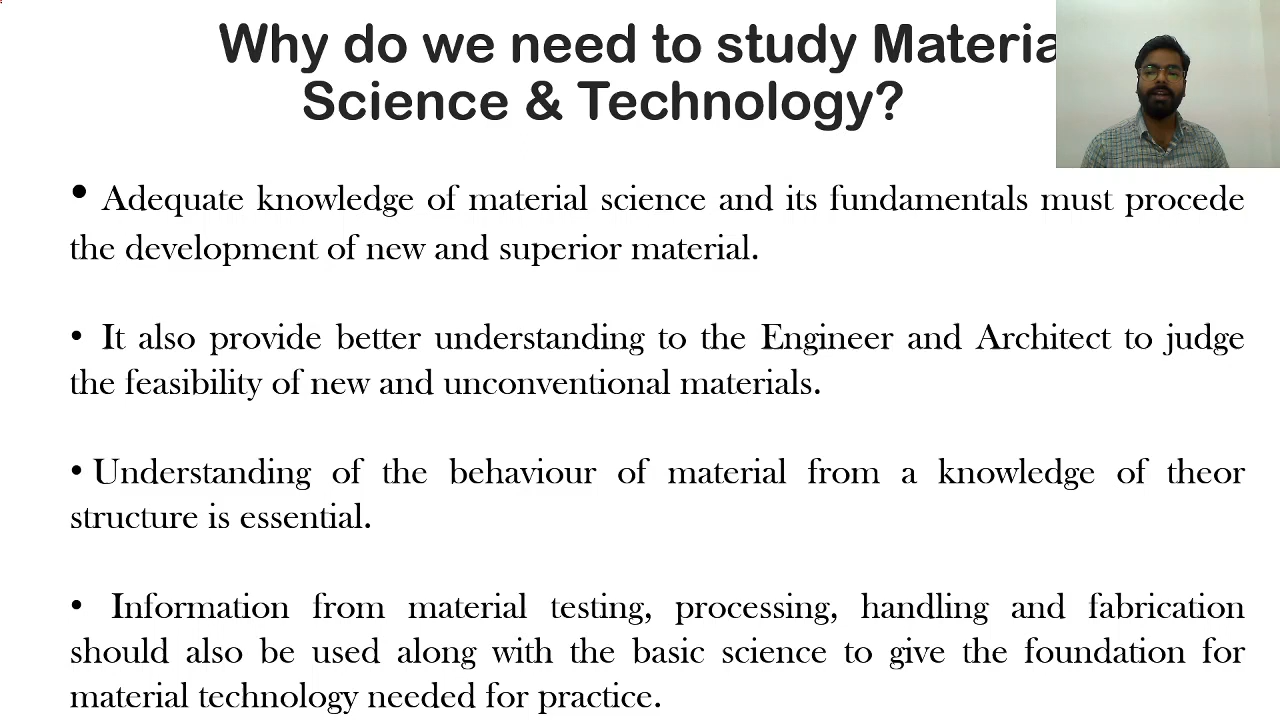 Why do we need to study Materia
Science & Technology?
• Adequate knowledge of material science and its fundamentals must procede
the development of new and superior material.
• It also provide better understanding to the Engineer and Architect to judge
the feasibility of new and unconventional materials.
• Understanding of the behaviour of material from a knowledge of theor
structure is essential.
• Information from material testing, processing, handling and fabrication
should also be used along with the basic science to give the foundation for
material technology needed for practice.